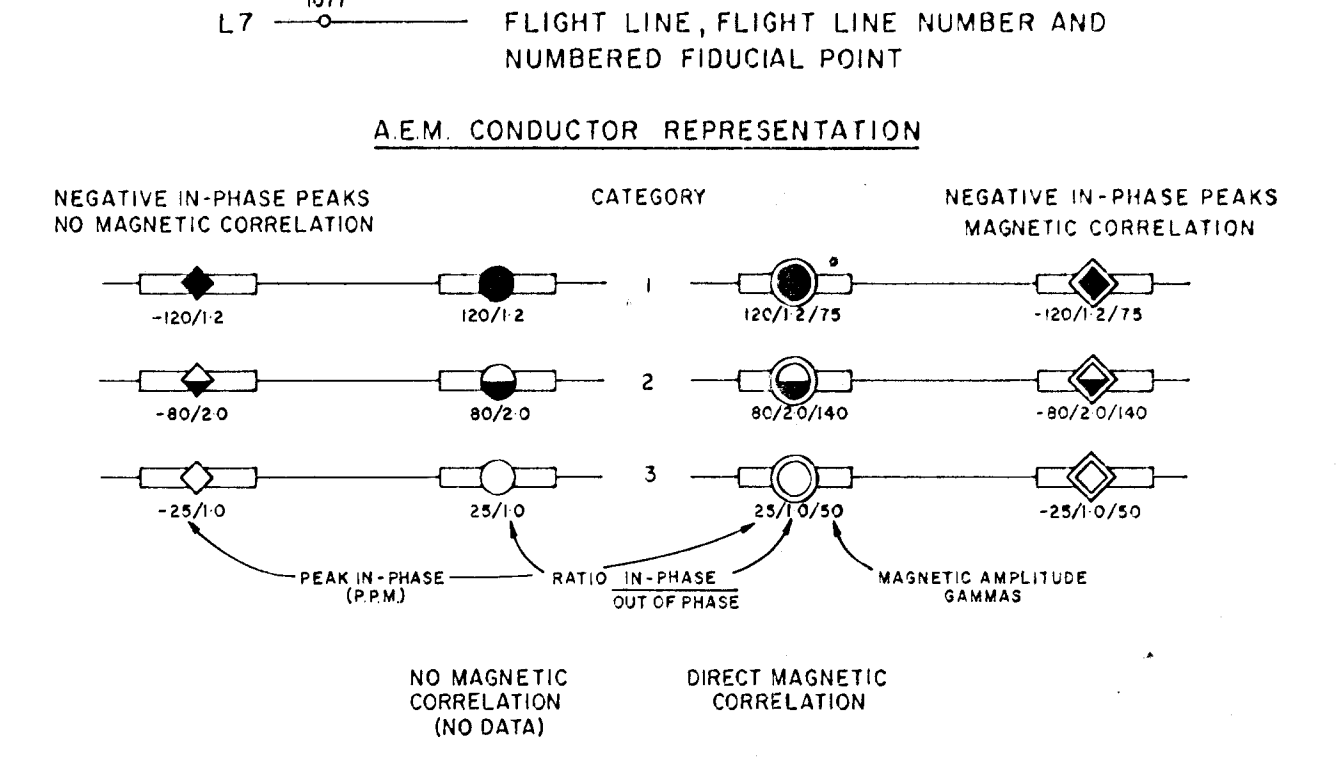 L7
FLIGHT LINE, FLIGHT LINE NUMBER AND
NUMBERED FIDUCIAL POINT
A.E.M. CONDUCTOR REPRESENTATION
NEGATIVE IN-PHASE PEAKS
NO MAGNETIC CORRELATION
CATEGORY
NEGATIVE IN-PHASE PEAKS
MAGNETIC CORRELATION
1
-120/1·2
120/1·2
120/1·2/75
-120/1·2/75
2
-80/2·0
80/2·0
80/2·0/140
-80/2·0/140
3
-25/1·0
25/1·0
25/1·0/50
-25/1·0/50
PEAK IN-PHASE
(P.P.M.)
RATIO IN-PHASE
OUT OF PHASE
MAGNETIC AMPLITUDE
GAMMAS
NO MAGNETIC
CORRELATION
(NO DATA)
DIRECT MAGNETIC
CORRELATION